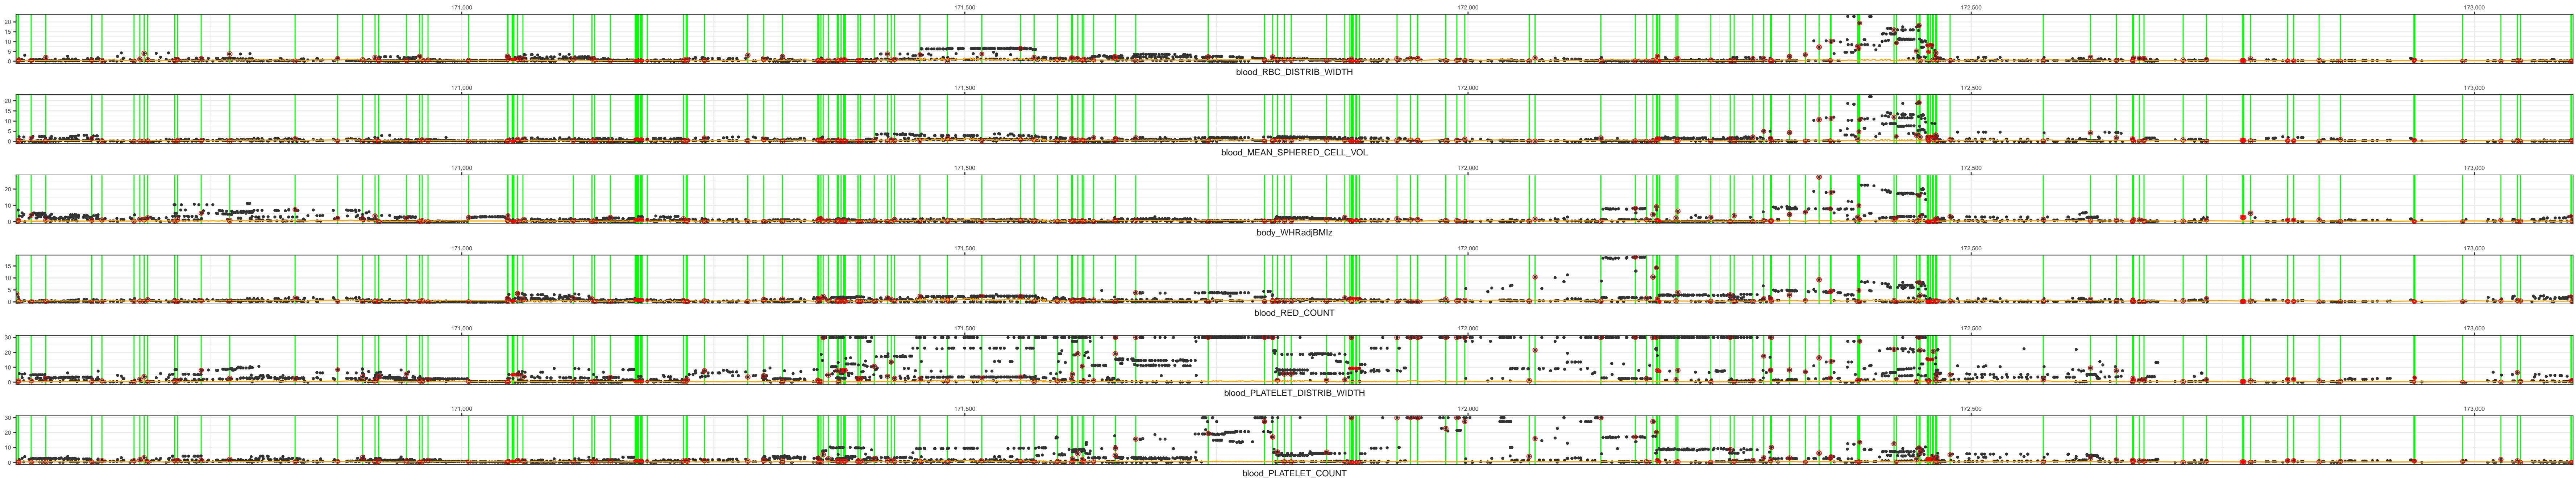 171,000 171,500 172,000 172,500 173,000
20
15
10
5
0
blood_RBC_DISTRIB_WIDTH
171,000 171,500 172,000 172,500 173,000
20
15
10
5
0
blood_MEAN_SPHERED_CELL_VOL
171,000 171,500 172,000 172,500 173,000
20
10
0
body_WHRadjBMIz
171,000 171,500 172,000 172,500 173,000
15
10
5
0
blood_RED_COUNT
171,000 171,500 172,000 172,500 173,000
30
20
10
0
blood_PLATELET_DISTRIB_WIDTH
171,000 171,500 172,000 172,500 173,000
30
20
10
0
blood_PLATELET_COUNT